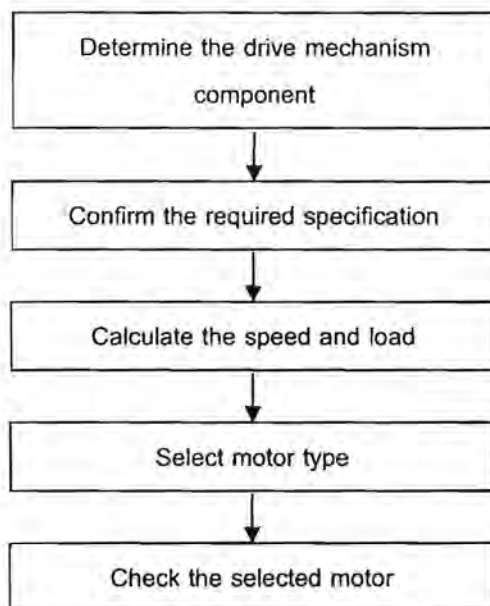 Determine the drive mechanism
component
Confirm the required specification
Calculate the speed and load
Select motor type
Check the selected motor